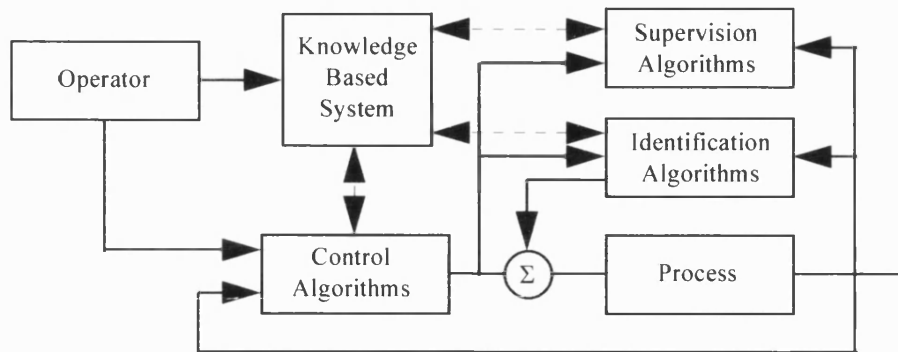 Operator
Knowledge
Based
System
Supervision
Algorithms
Identification
Algorithms
Control
Algorithms
Σ
Process